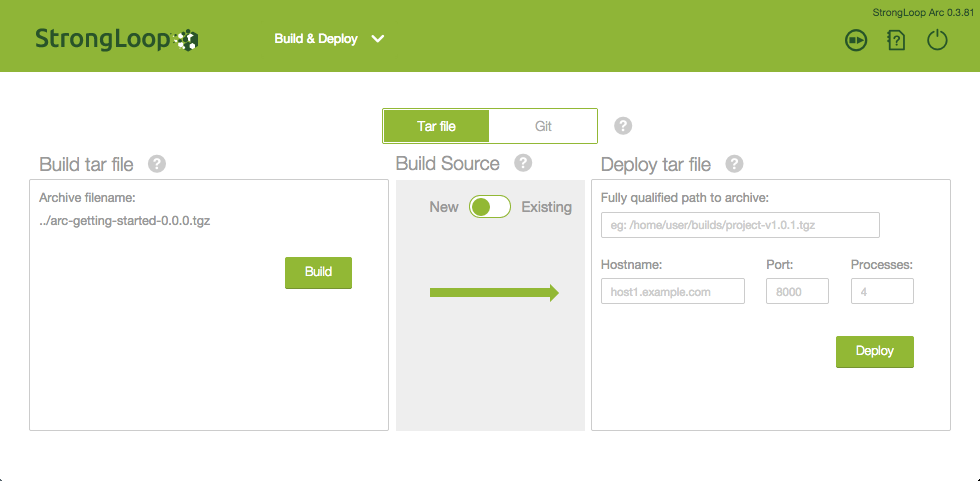 StrongLoop Arc 0.3.81
StrongLoop
Build & Deploy
Tar file
Git
?
Build tar file ?
Archive filename:
../arc-getting-started-0.0.0.tgz
Build
Build Source ?
New
Existing
Deploy tar file ?
Fully qualified path to archive:
eg: /home/user/builds/project-v1.0.1.tgz
Hostname:
Port:
Processes:
host1.example.com
8000
4
Deploy